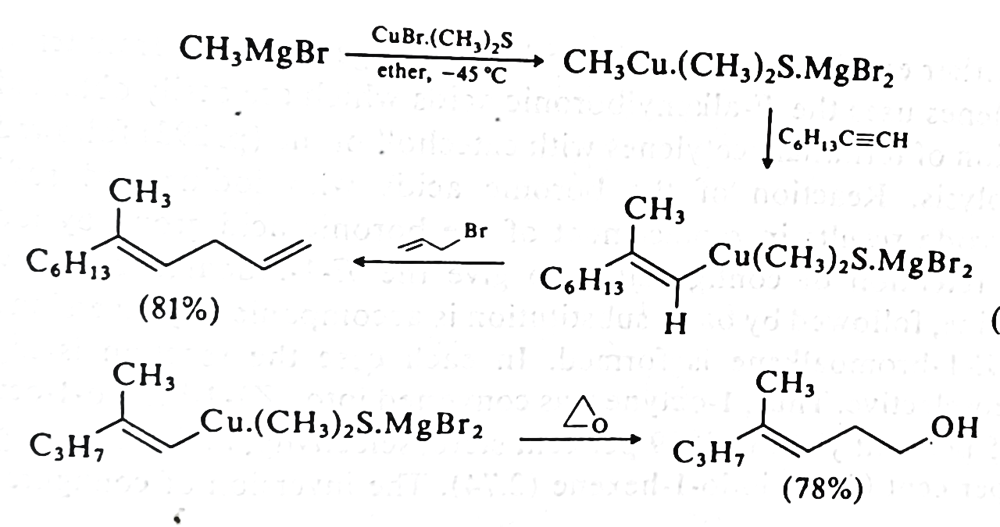 CH₃MgBr CuBr.(CH₃)₂S CH₃Cu.(CH₃)₂S.MgBr₂
ether, −45 °C
C₆H₁₃C≡CH
CH₃ CH₃
Br
C₆H₁₃ C₆H₁₃ Cu(CH₃)₂S.MgBr₂
(81%) H (
CH₃ CH₃
C₃H₇ Cu.(CH₃)₂S.MgBr₂ O C₃H₇ OH
(78%)